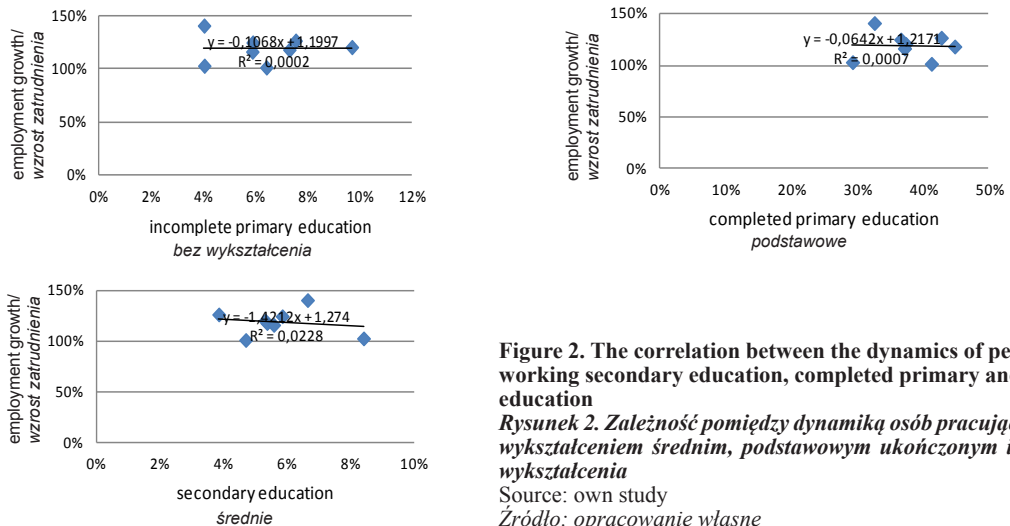 150%
100%
50%
0%
employment growth/
wzrost zatrudnienia
y = -0,1068x + 1,1997
R² = 0,0002
0% 2% 4% 6% 8% 10% 12%
incomplete primary education
bez wykształcenia
150%
100%
50%
0%
employment growth/
wzrost zatrudnienia
y = -0,0642x + 1,2171
R² = 0,0007
0% 10% 20% 30% 40% 50%
completed primary education
podstawowe
150%
100%
50%
0%
employment growth/
wzrost zatrudnienia
y = -1,4212x + 1,274
R² = 0,0228
0% 2% 4% 6% 8% 10%
secondary education
średnie
Figure 2. The correlation between the dynamics of pe
working secondary education, completed primary an
education
Rysunek 2. Zależność pomiędzy dynamiką osób pracując
wykształceniem średnim, podstawowym ukończonym i
wykształcenia
Source: own study
Źródło: opracowanie własne